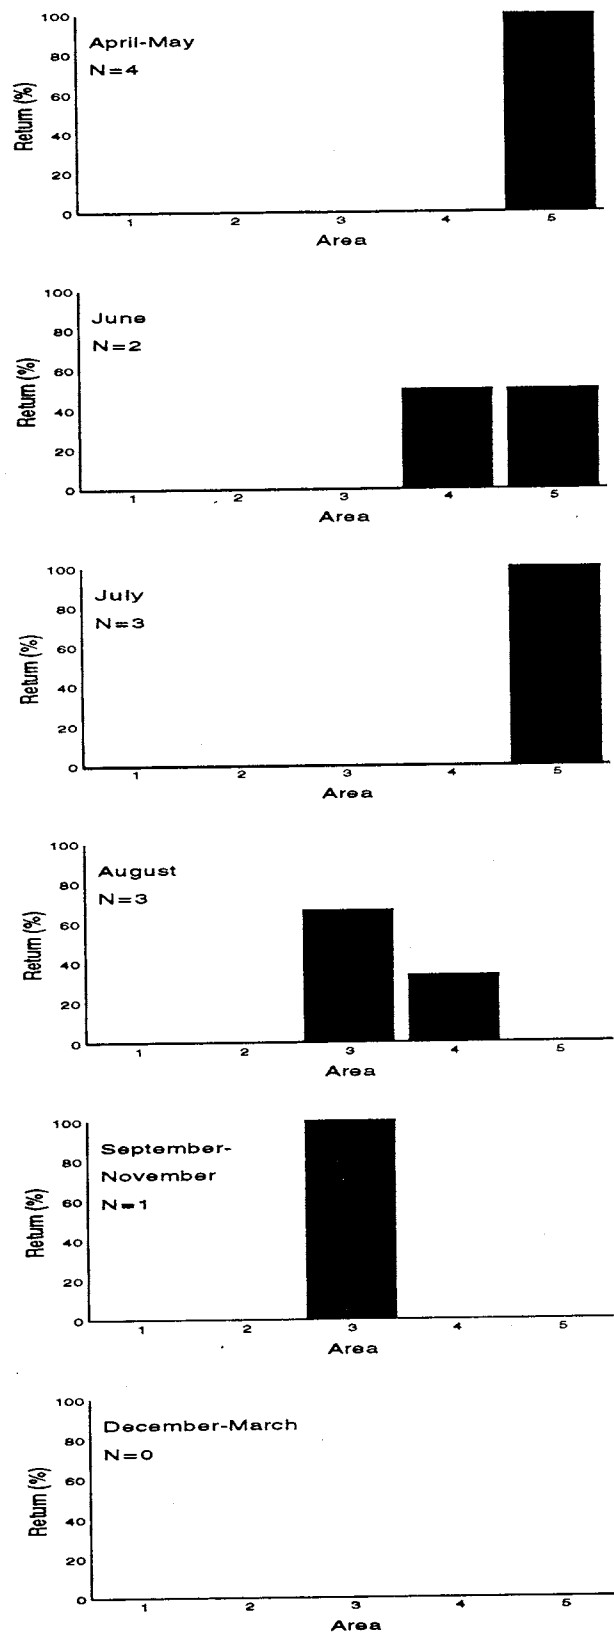 100
April-May
N=4
80
60
40
20
0
Return (%)
1 2 3 4 5
Area
100
June
N=2
80
60
40
20
0
Return (%)
1 2 3 4 5
Area
100
July
N=3
80
60
40
20
0
Return (%)
1 2 3 4 5
Area
100
August
N=3
80
60
40
20
0
Return (%)
1 2 3 4 5
Area
100
September-
November
N=1
80
60
40
20
0
Return (%)
1 2 3 4 5
Area
100
December-March
N=0
80
60
40
20
0
Return (%)
1 2 3 4 5
Area